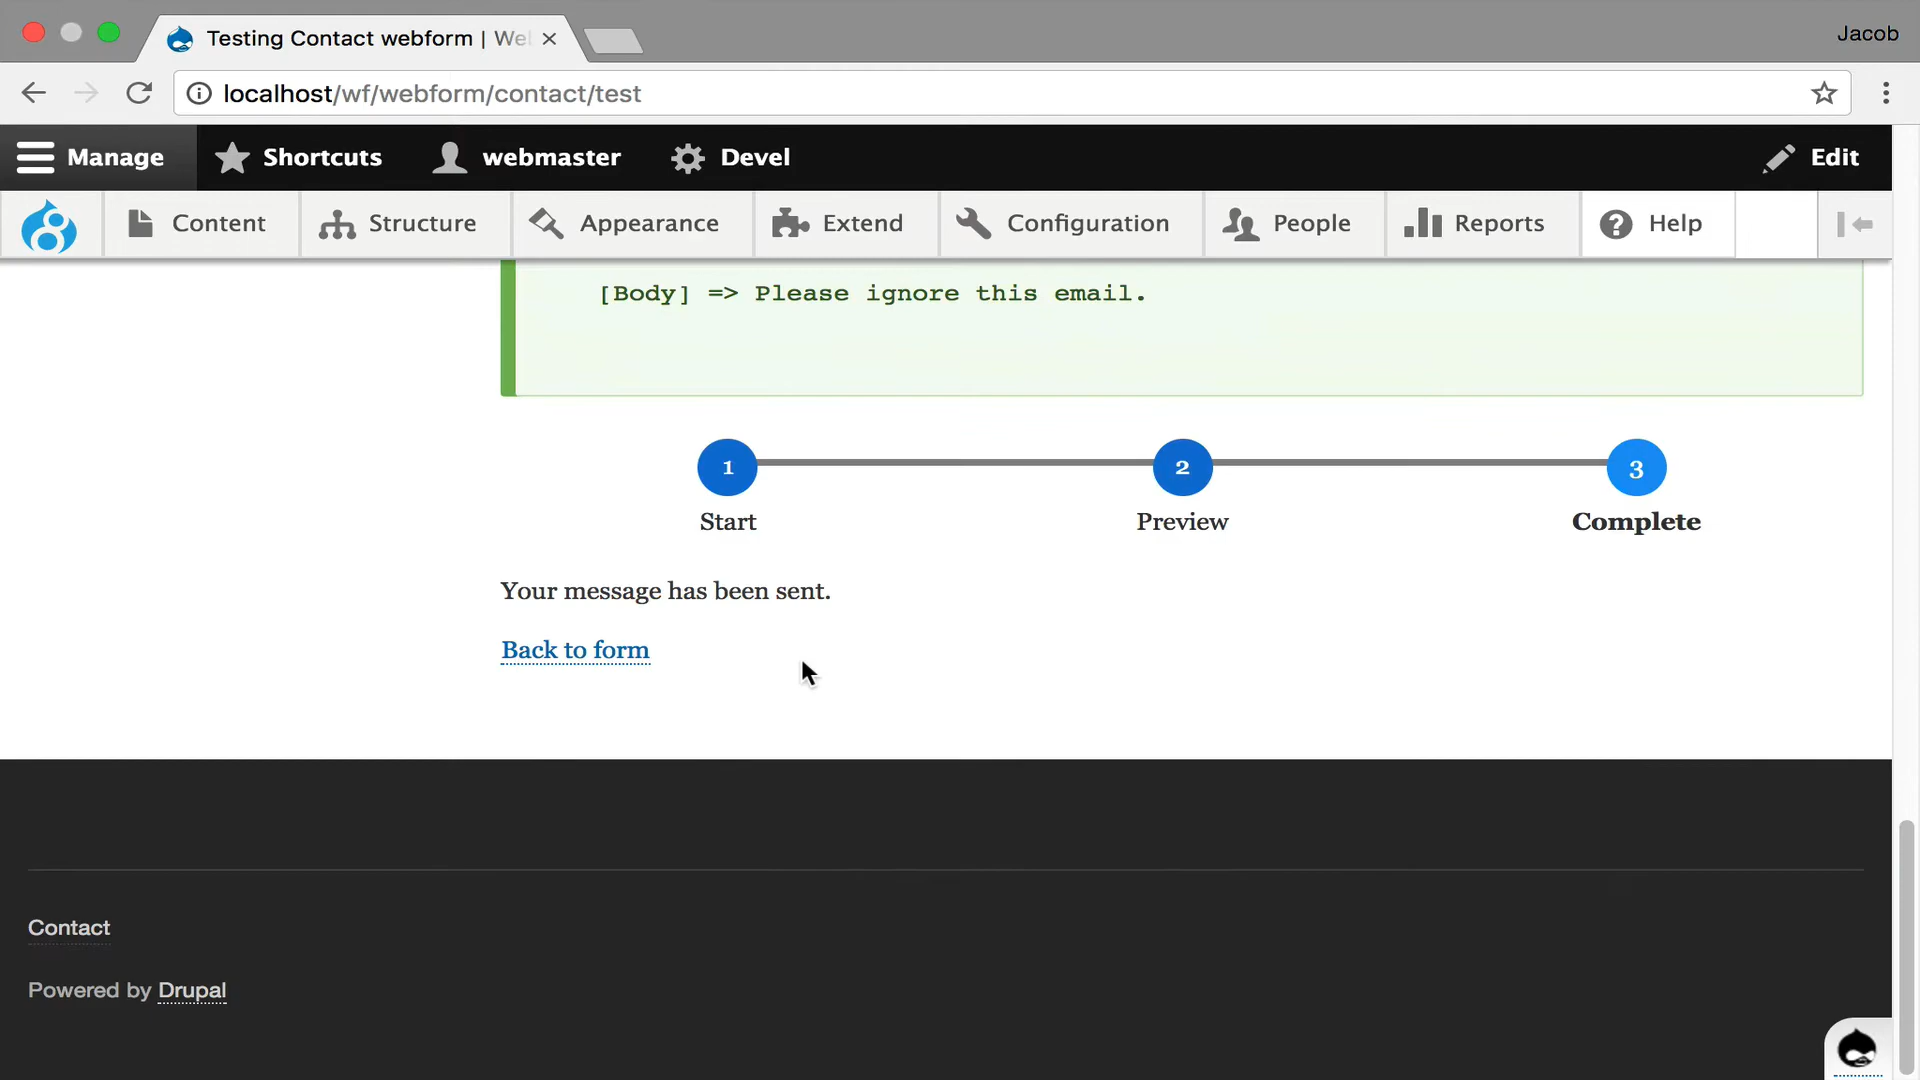 Testing Contact webform | We
Jacob
localhost/wf/webform/contact/test
Manage
Shortcuts
webmaster
Devel
Edit
Content
Structure
Appearance
Extend
Configuration
People
Reports
Help
[Body] => Please ignore this email.
1
2
3
Start
Preview
Complete
Your message has been sent.
Back to form
Contact
Powered by Drupal